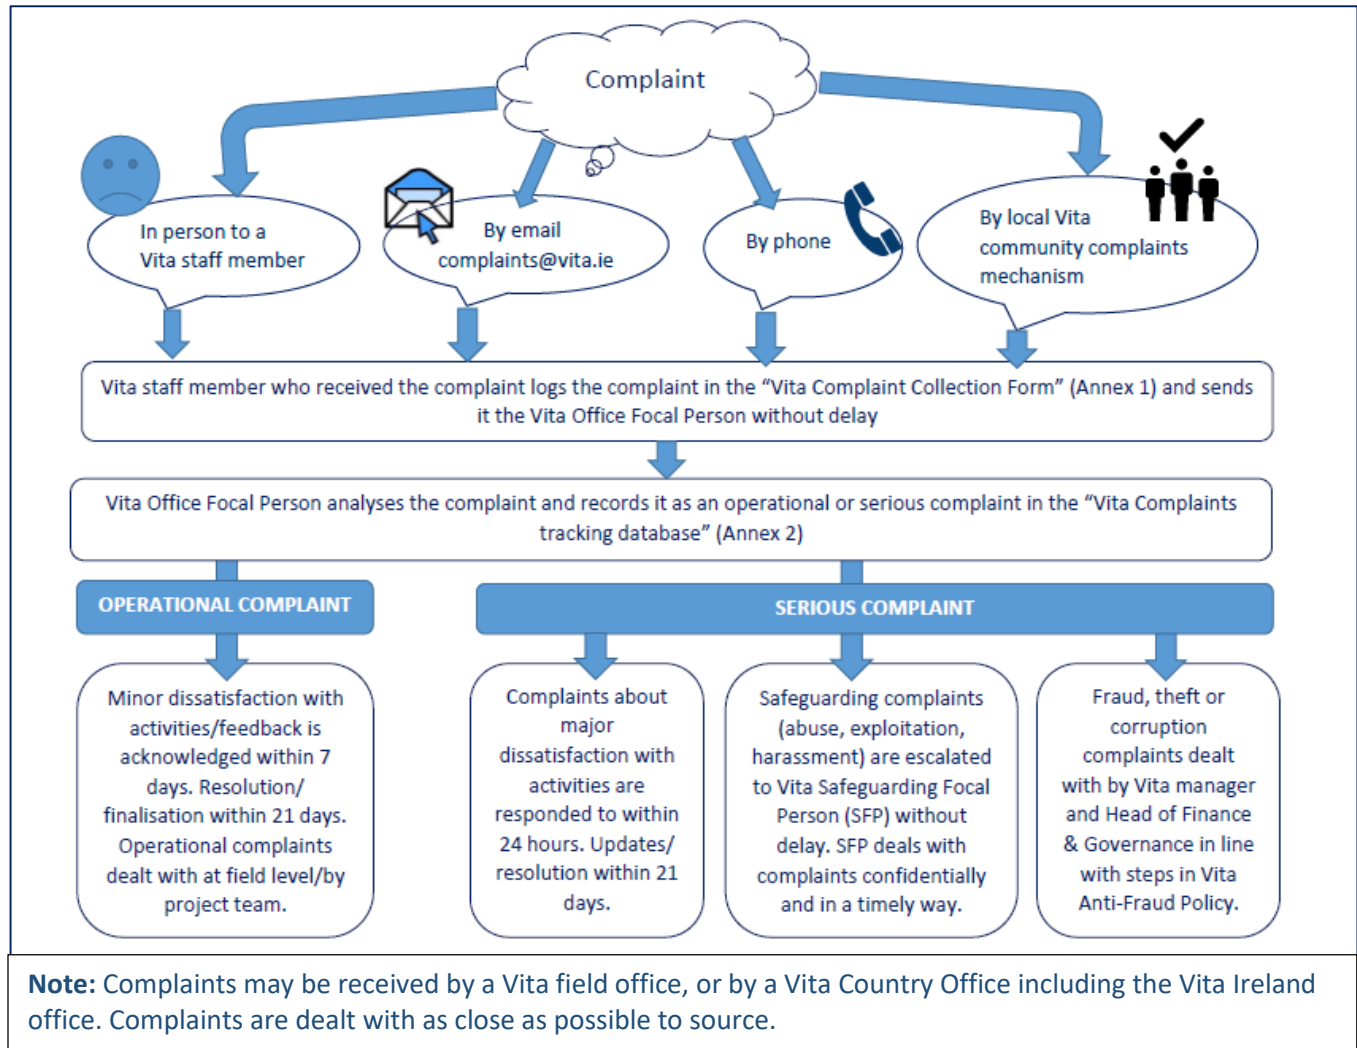 Complaint
In person to a
Vita staff member
By email
complaints@vita.ie
By phone
By local Vita
community complaints
mechanism
Vita staff member who received the complaint logs the complaint in the “Vita Complaint Collection Form” (Annex 1) and sends
it the Vita Office Focal Person without delay
Vita Office Focal Person analyses the complaint and records it as an operational or serious complaint in the “Vita Complaints
tracking database” (Annex 2)
OPERATIONAL COMPLAINT
SERIOUS COMPLAINT
Minor dissatisfaction with
activities/feedback is
acknowledged within 7
days. Resolution/
finalisation within 21 days.
Operational complaints
dealt with at field level/by
project team.
Complaints about
major
dissatisfaction with
activities are
responded to within
24 hours. Updates/
resolution within 21
days.
Safeguarding complaints
(abuse, exploitation,
harassment) are escalated
to Vita Safeguarding Focal
Person (SFP) without
delay. SFP deals with
complaints confidentially
and in a timely way.
Fraud, theft or
corruption
complaints dealt
with by Vita manager
and Head of Finance
& Governance in line
with steps in Vita
Anti-Fraud Policy.
Note: Complaints may be received by a Vita field office, or by a Vita Country Office including the Vita Ireland
office. Complaints are dealt with as close as possible to source.